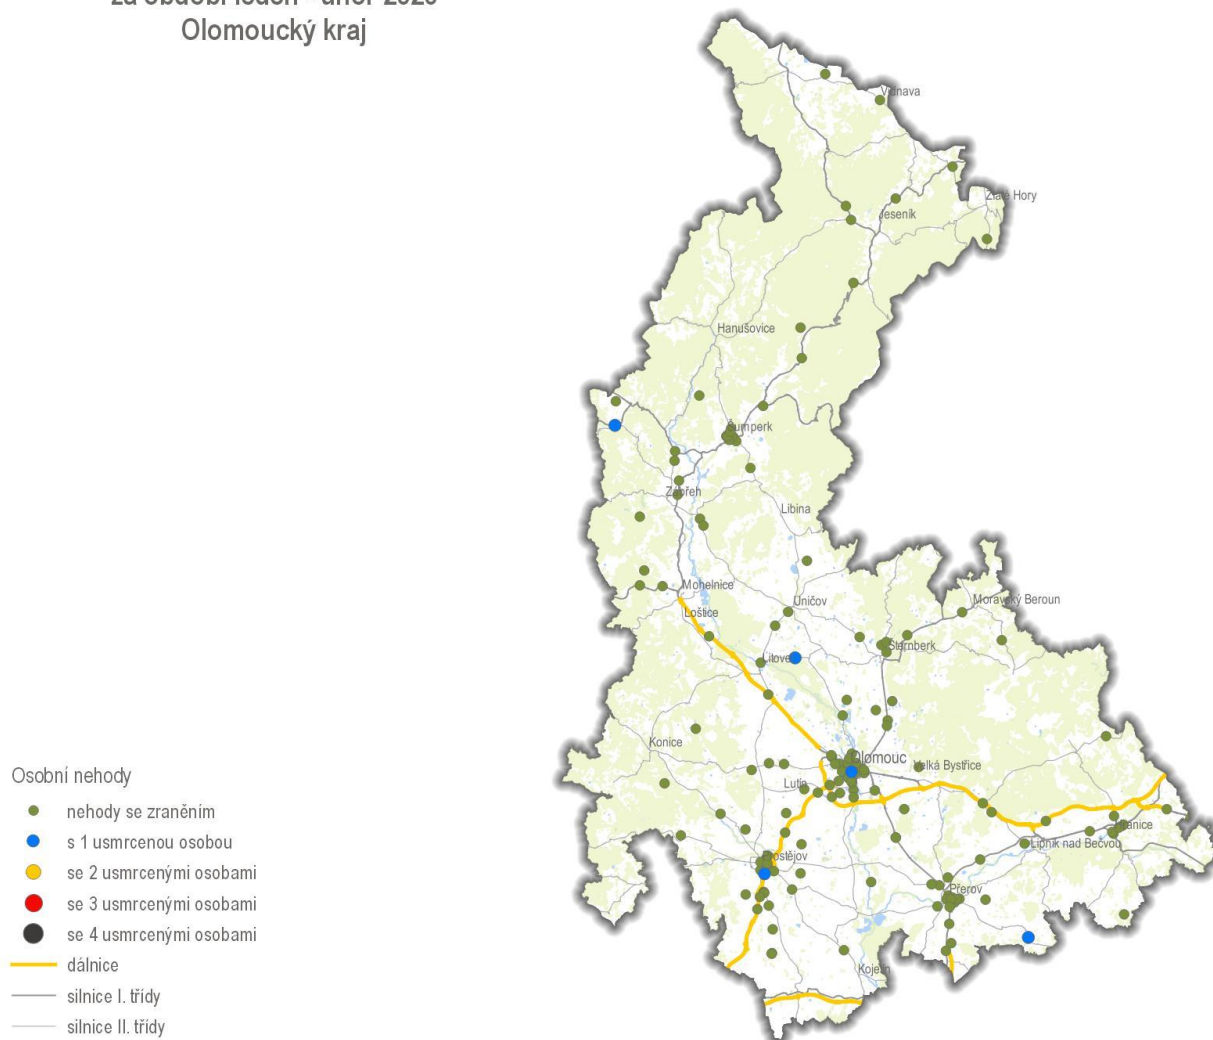 Olomoucký kraj
Vidnava
Zlaté Hory
Jeseník
Hanušovice
Šumperk
Zábřeh
Libina
Mohelnice
Moravský Beroun
Uničov
Loštice
Šternberk
Litovel
Konice
Olomouc
Velká Bystřice
Lutín
Hranice
Lipník nad Bečvou
Prostějov
Přerov
Kojetín
Osobní nehody
nehody se zraněním
s 1 usmrcenou osobou
se 2 usmrcenými osobami
se 3 usmrcenými osobami
se 4 usmrcenými osobami
dálnice
silnice I. třídy
silnice II. třídy